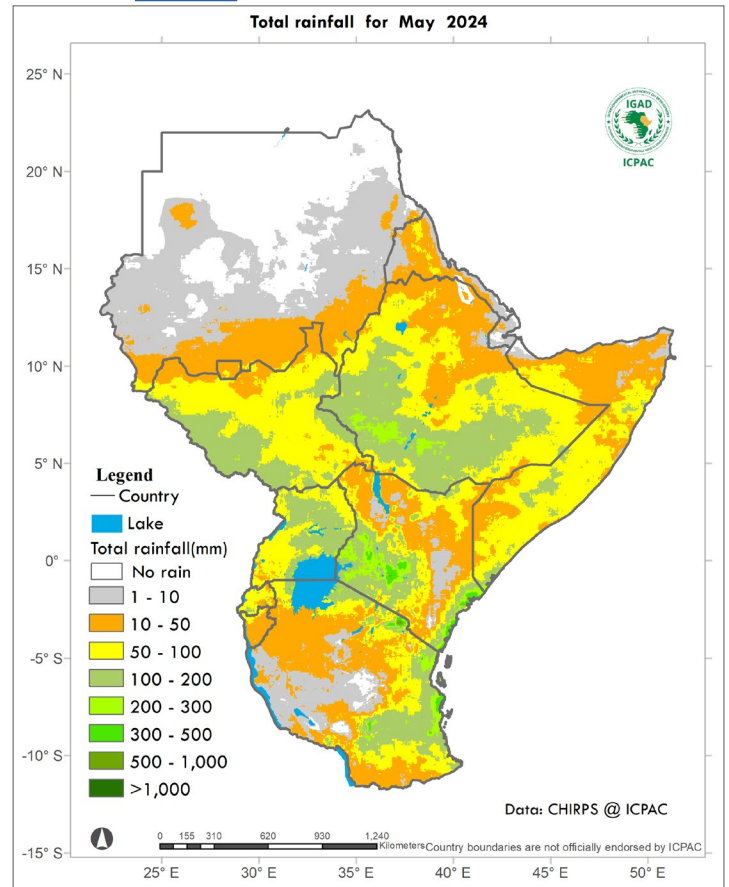 Total rainfall for May 2024
25° N
20° N
15° N
10° N
5° N
0°
-5° S
-10° S
-15° S
IGAD
ICPAC
Legend
Country
Lake
Total rainfall(mm)
No rain
1 - 10
10 - 50
50 - 100
100 - 200
200 - 300
300 - 500
500 - 1,000
>1,000
Data: CHIRPS @ ICPAC
0 155 310 620 930 1,240
Kilometers
Country boundaries are not officially endorsed by ICPAC
25° E 30° E 35° E 40° E 45° E 50° E